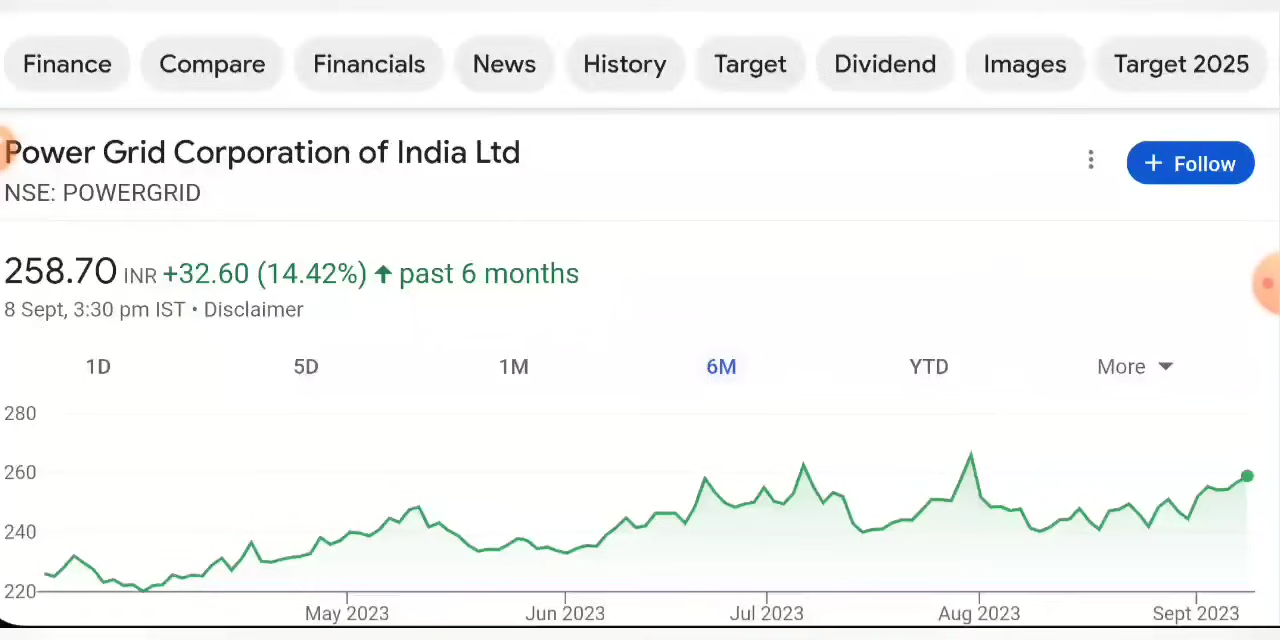 Finance Compare Financials News History Target Dividend Images Target 2025
Power Grid Corporation of India Ltd
+ Follow
NSE: POWERGRID
258.70 INR +32.60 (14.42%) ↑ past 6 months
8 Sept, 3:30 pm IST • Disclaimer
1D 5D 1M 6M YTD More
280
260
240
220
May 2023 Jun 2023 Jul 2023 Aug 2023 Sept 2023